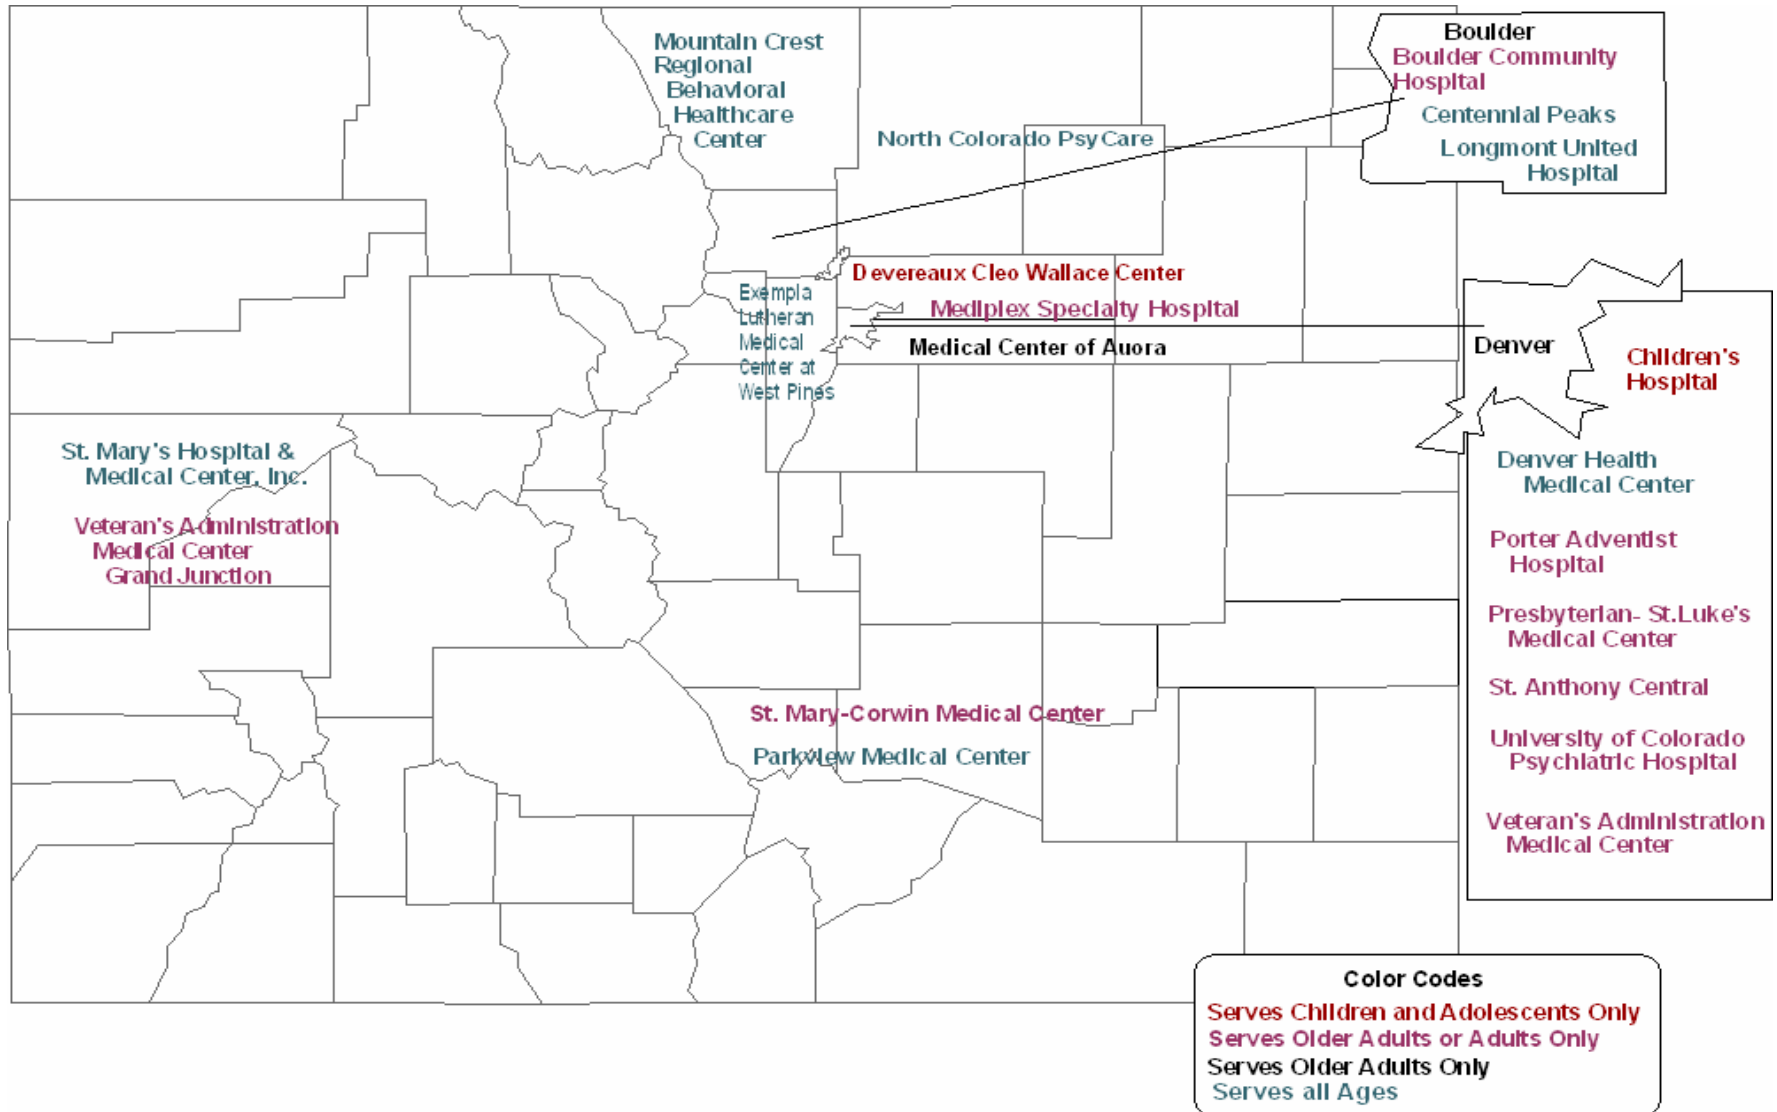 Mountain Crest
Regional
Behavioral
Healthcare
Center
North Colorado PsyCare
Boulder
Boulder Community
Hospital
Centennial Peaks
Longmont United
Hospital
Devereaux Cleo Wallace Center
Mediplex Specialty Hospital
Medical Center of Auora
Exempla
Lutheran
Medical
Center at
West Pines
Denver
Children's
Hospital
Denver Health
Medical Center
Porter Adventist
Hospital
Presbyterian- St.Luke's
Medical Center
St. Anthony Central
University of Colorado
Psychiatric Hospital
Veteran's Administration
Medical Center
St. Mary's Hospital &
Medical Center, Inc.
Veteran's Administration
Medical Center
Grand Junction
St. Mary-Corwin Medical Center
Parkview Medical Center
Color Codes
Serves Children and Adolescents Only
Serves Older Adults or Adults Only
Serves Older Adults Only
Serves all Ages